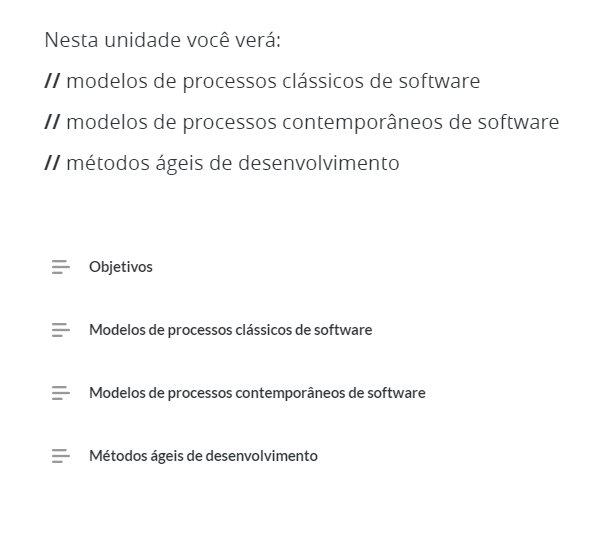 Nesta unidade você verá:
// modelos de processos clássicos de software
// modelos de processos contemporâneos de software
// métodos ágeis de desenvolvimento
Objetivos
Modelos de processos clássicos de software
Modelos de processos contemporâneos de software
Métodos ágeis de desenvolvimento